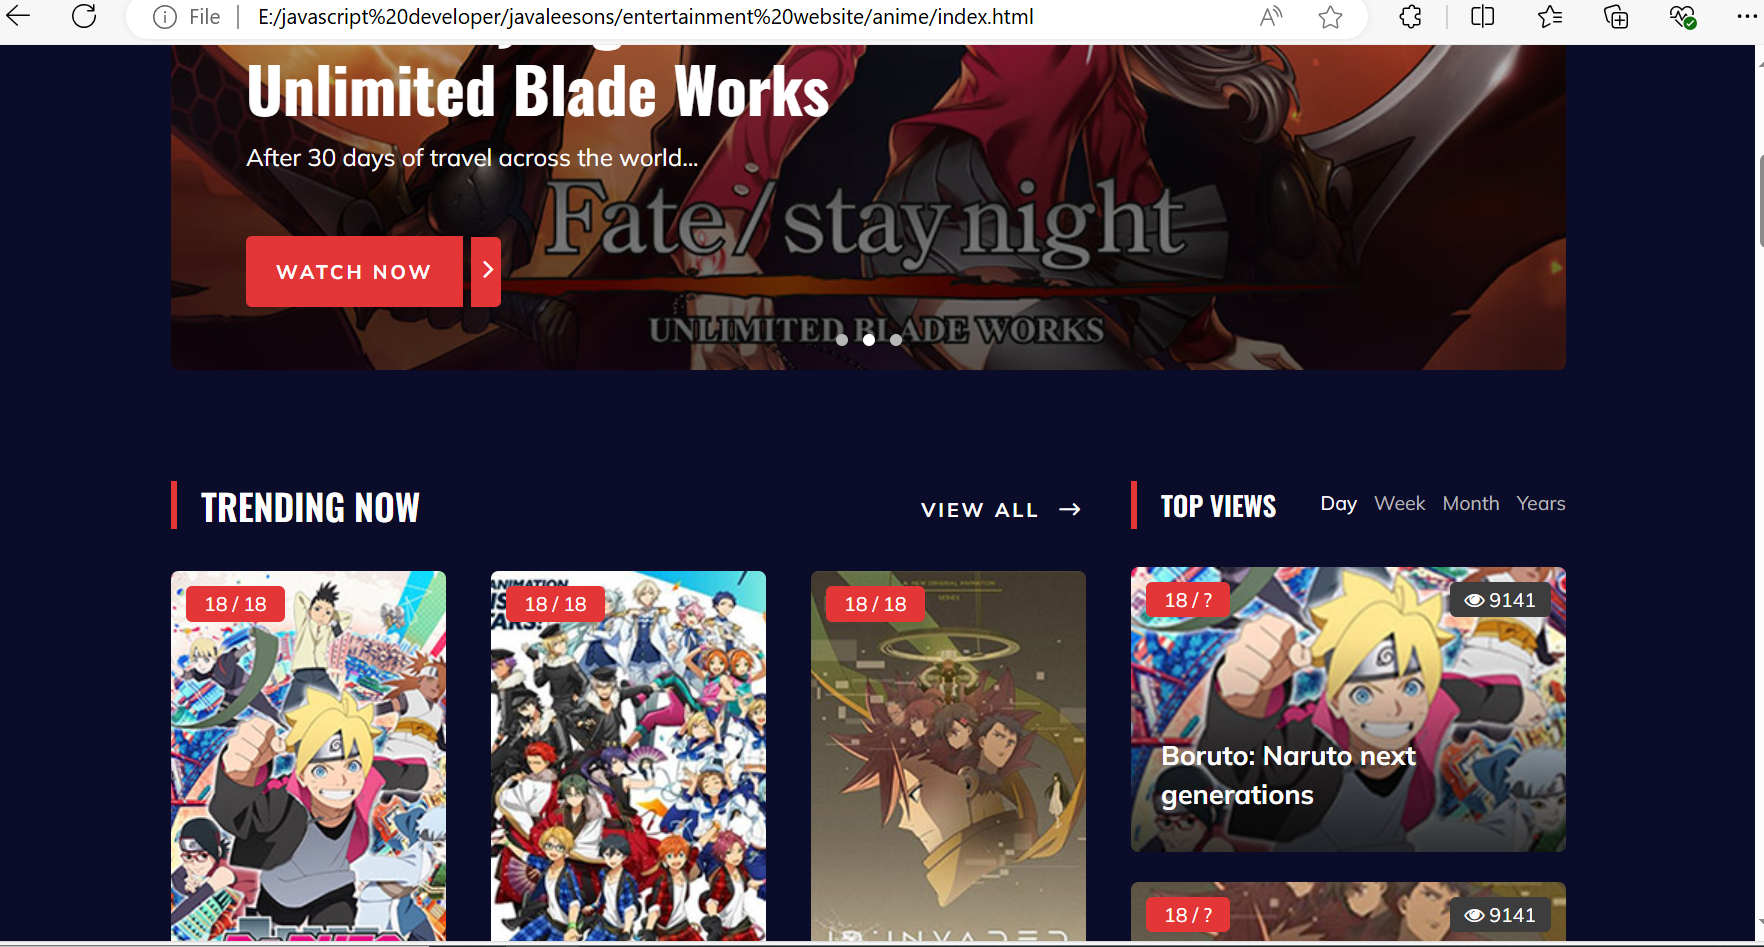 File
E:/javascript%20developer/javaleesons/entertainment%20website/anime/index.html
Unlimited Blade Works
After 30 days of travel across the world...
Fate/stay night
WATCH NOW
UNLIMITED BLADE WORKS
TRENDING NOW
VIEW ALL →
TOP VIEWS
Day Week Month Years
18 / 18
18 / 18
18 / 18
18 / ?
9141
Boruto: Naruto next
generations
18 / ?
9141